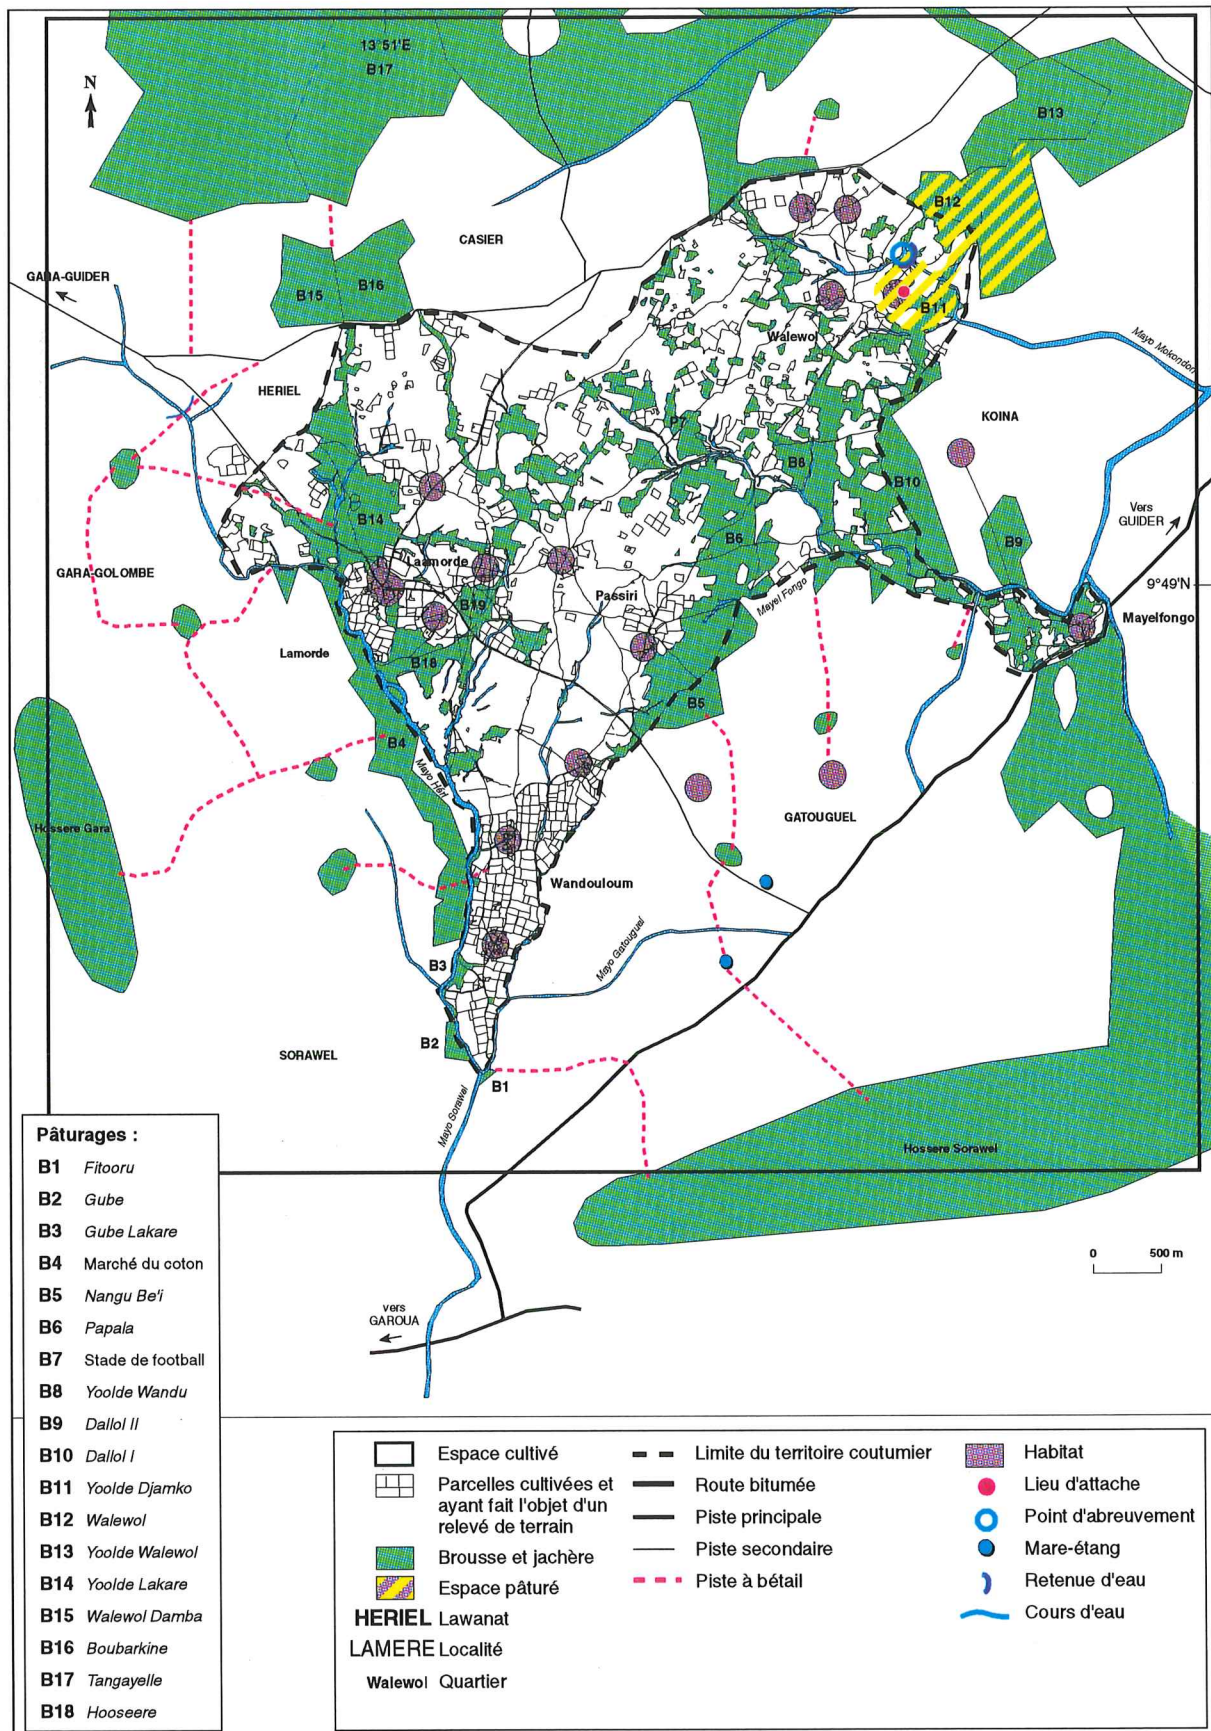 13°51'E
B17
N
B13
B12
CASIER
GARA-GUIDER
B15
B16
B11
Walewol
Mayo Mokondon
HERIEL
KOINA
B7
B8
B10
Vers
GUIDER
B14
B9
B6
Laamorde
GARA-GOLOMBE
9°49'N
Passiri
B19
Mayel Fongo
Mayelfongo
Lamorde
B18
B5
B4
Mayo Héri
GATOUGUEL
Hossere Gara
Wandouloum
Mayo Gatouguel
B3
B2
SORAWEL
B1
Mayo Sorawel
Hossere Sorawel
0 500 m
vers
GAROUA
Pâturages :
B1 Fitooru
B2 Gube
B3 Gube Lakare
B4 Marché du coton
B5 Nangu Be'i
B6 Papala
B7 Stade de football
B8 Yoolde Wandu
B9 Dallol II
B10 Dallol I
B11 Yoolde Djamko
B12 Walewol
B13 Yoolde Walewol
B14 Yoolde Lakare
B15 Walewol Damba
B16 Boubarkine
B17 Tangayelle
B18 Hooseere
Espace cultivé
Parcelles cultivées et
ayant fait l'objet d'un
relevé de terrain
Brousse et jachère
Espace pâturé
HERIEL Lawanat
LAMERE Localité
Walewol Quartier
Limite du territoire coutumier
Route bitumée
Piste principale
Piste secondaire
Piste à bétail
Habitat
Lieu d'attache
Point d'abreuvement
Mare-étang
Retenue d'eau
Cours d'eau